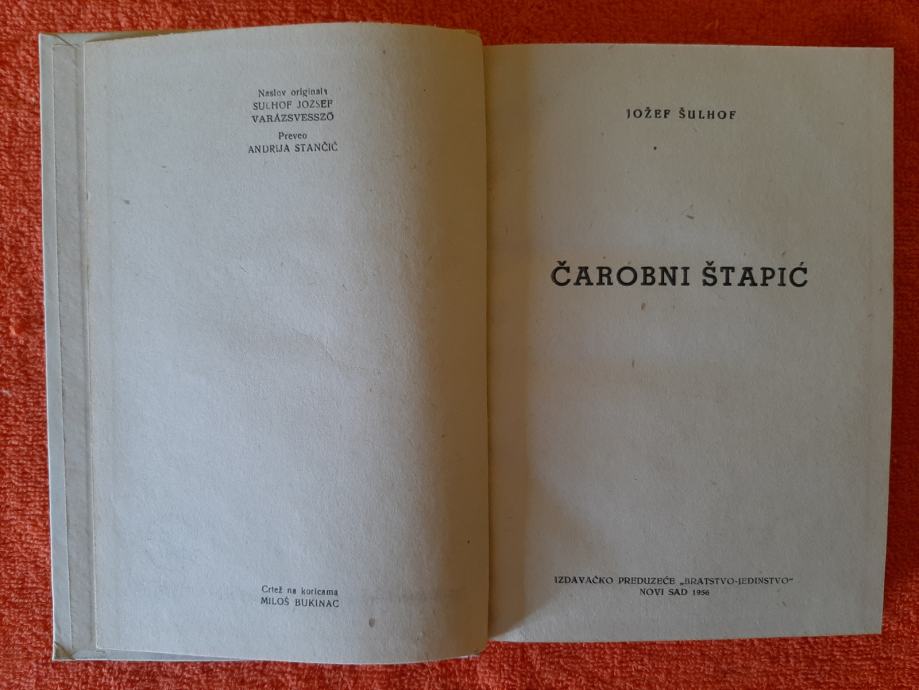 Naslov originala
SULHOF JOZSEF
VARÁZSVESSZŐ
Preveo
ANDRIJA STANČIĆ
Crtež na koricama
MILOŠ BUKINAC
JOŽEF ŠULHOF
ČAROBNI ŠTAPIĆ
IZDAVAČKO PREDUZEĆE „BRATSTVO-JEDINSTVO"
NOVI SAD 1956